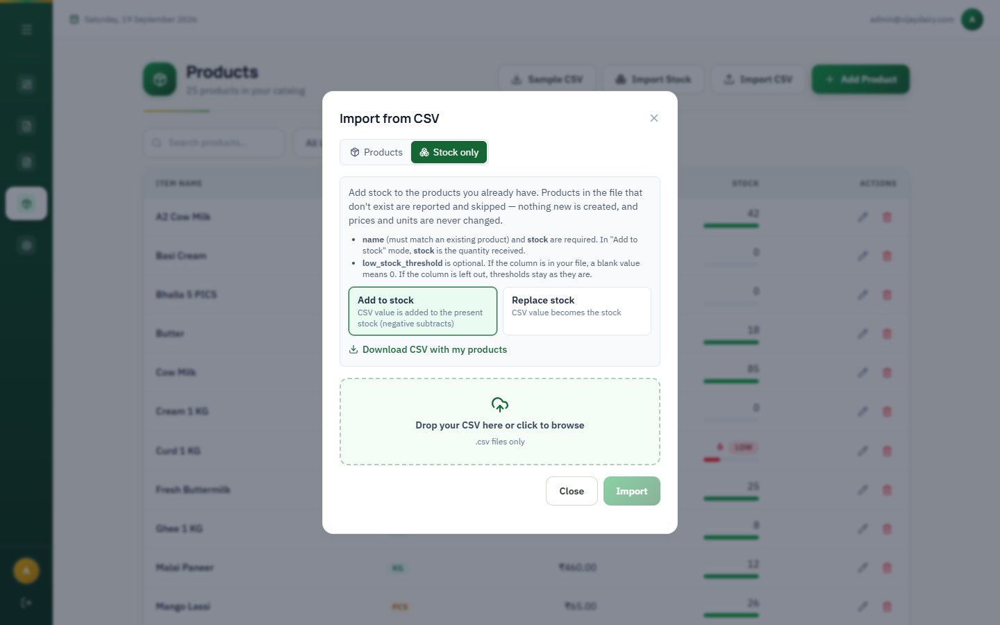 Saturday, 19 September 2026
admin@vijaydairy.com
A
Products
25 products in your catalog
Sample CSV
Import Stock
Import CSV
Add Product
Search products...
ITEM NAME
STOCK
ACTIONS
A2 Cow Milk
42
Basi Cream
0
Bhalla 5 PICS
0
Butter
18
Cow Milk
85
Cream 1 KG
0
Curd 1 KG
6 LOW
Fresh Buttermilk
25
Ghee 1 KG
8
Malai Paneer
KG
₹460.00
12
Mango Lassi
PCS
₹65.00
26
A
Import from CSV
Products
Stock only
Add stock to the products you already have. Products in the file that
don't exist are reported and skipped — nothing new is created, and
prices and units are never changed.
• name (must match an existing product) and stock are required. In "Add to
stock" mode, stock is the quantity received.
• low_stock_threshold is optional. If the column is in your file, a blank value
means 0. If the column is left out, thresholds stay as they are.
Add to stock
CSV value is added to the present
stock (negative subtracts)
Replace stock
CSV value becomes the stock
Download CSV with my products
Drop your CSV here or click to browse
.csv files only
Close
Import